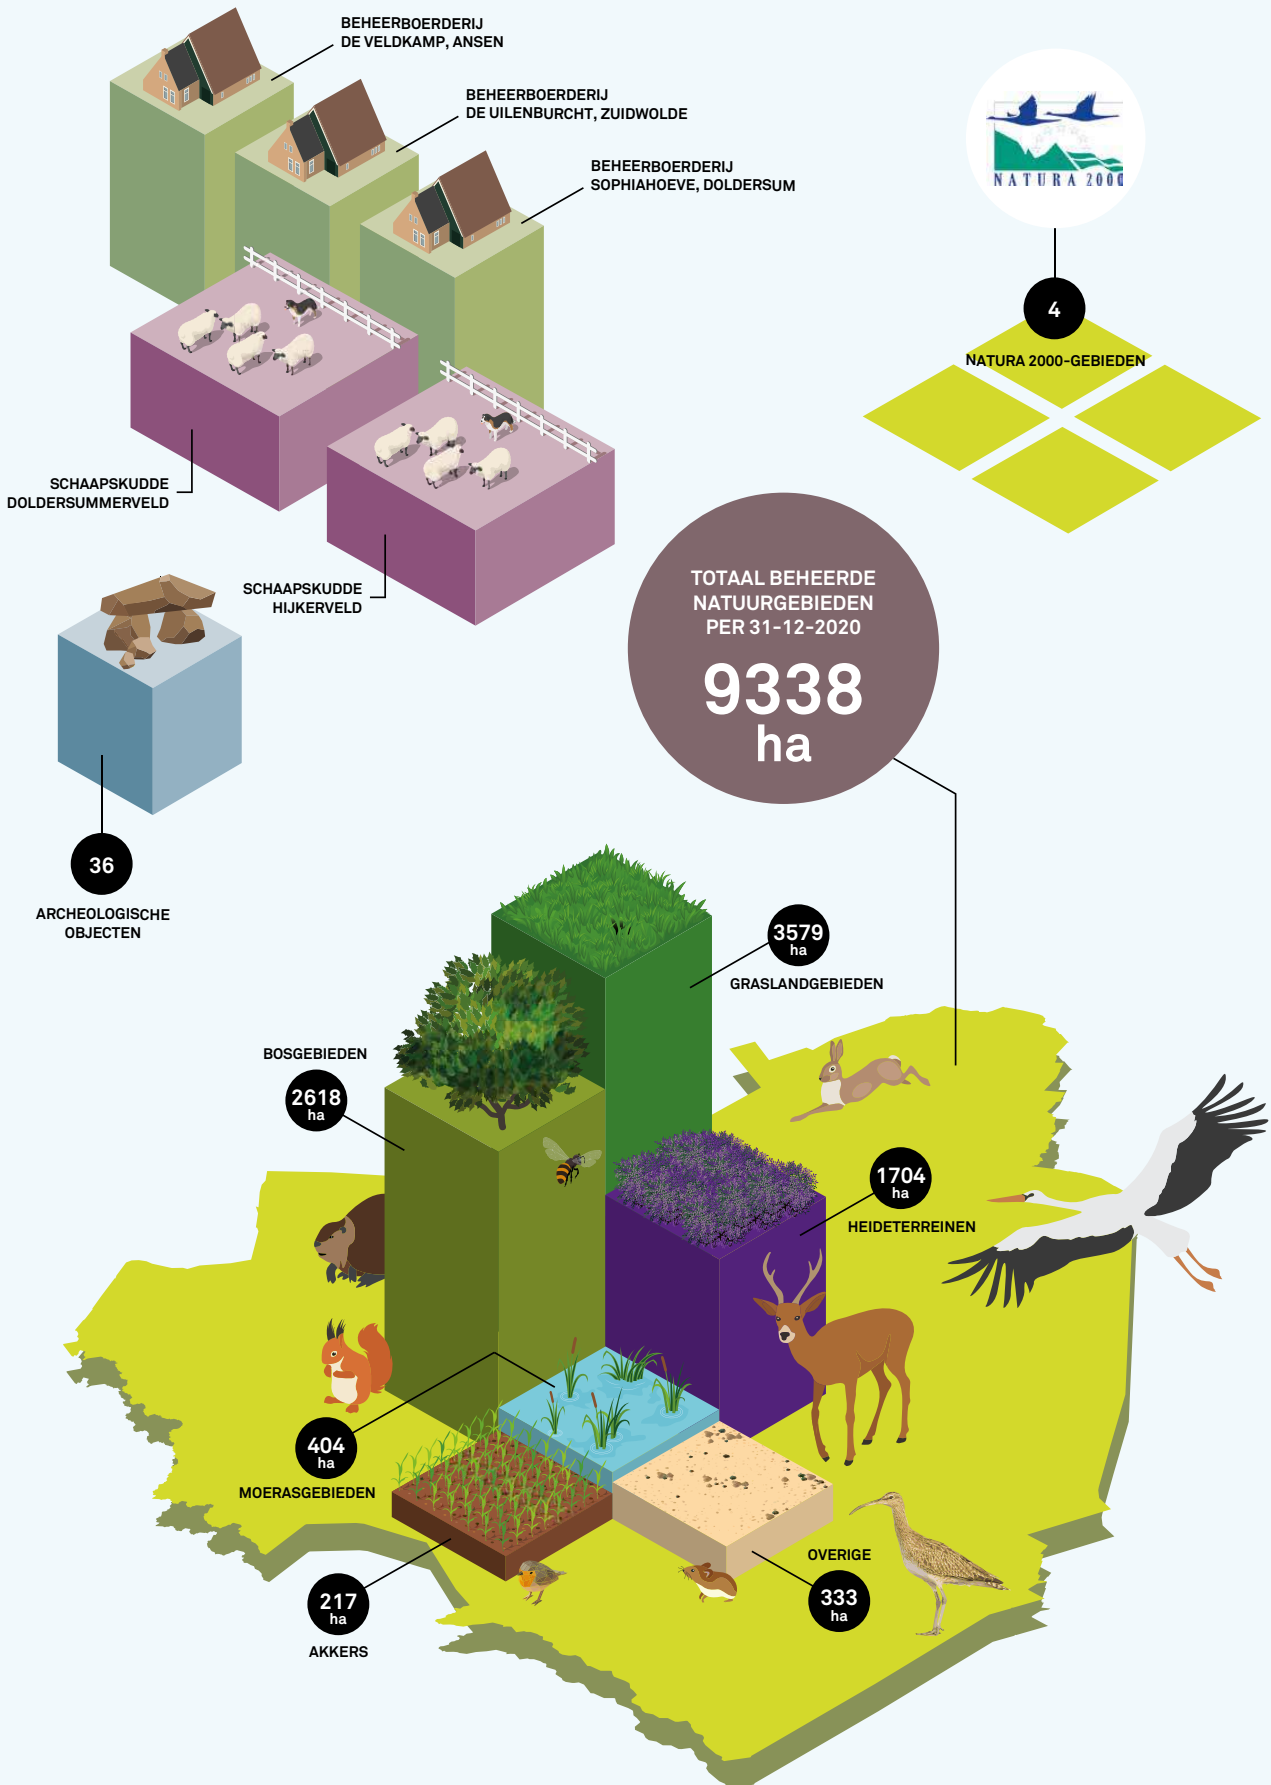 BEHEERBOERDERIJ
DE VELDKAMP, ANSEN
BEHEERBOERDERIJ
DE UILENBURCHT, ZUIDWOLDE
BEHEERBOERDERIJ
SOPHIAHOEVE, DOLDERSUM
NATURA 2000
4
NATURA 2000-GEBIEDEN
SCHAAPSKUDDE
DOLDERSUMMERVELD
SCHAAPSKUDDE
HIJKERVELD
TOTAAL BEHEERDE
NATUURGEBIEDEN
PER 31-12-2020
9338
ha
36
ARCHEOLOGISCHE
OBJECTEN
3579
ha
GRASLANDGEBIEDEN
BOSGEBIEDEN
2618
ha
1704
ha
HEIDETERREINEN
404
ha
MOERASGEBIEDEN
OVERIGE
333
ha
217
ha
AKKERS